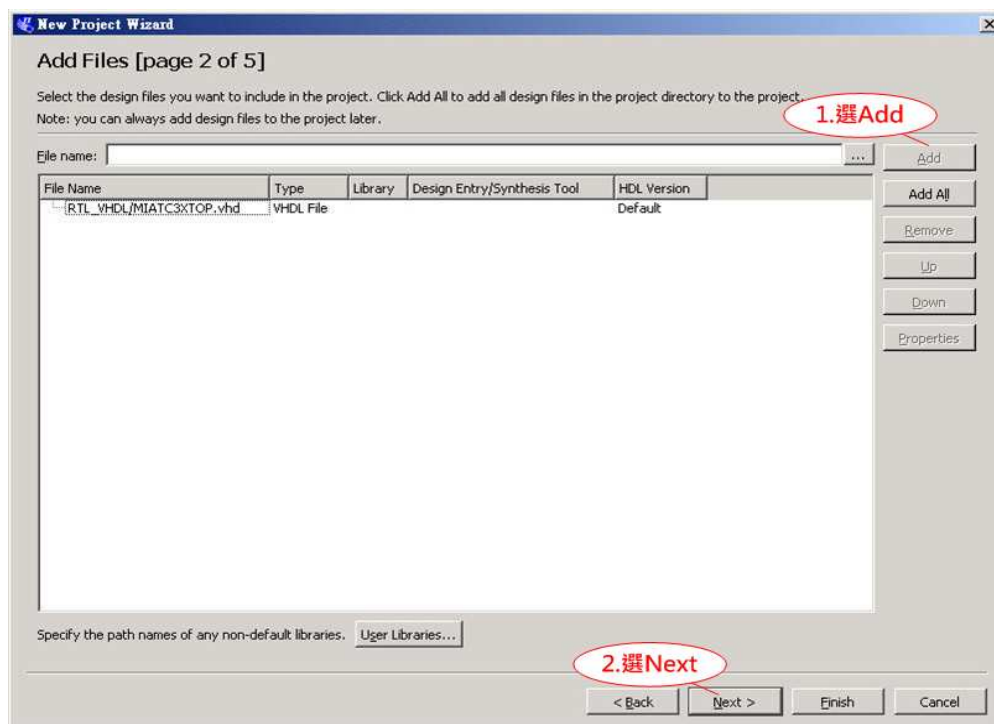 New Project Wizard
Add Files [page 2 of 5]
Select the design files you want to include in the project. Click Add All to add all design files in the project directory to the project.
Note: you can always add design files to the project later.
1.選Add
File name: ... Add
File Name Type Library Design Entry/Synthesis Tool HDL Version Add All
RTL_VHDL/MIATC3XTOP.vhd VHDL File Default
Remove
Up
Down
Properties
Specify the path names of any non-default libraries. User Libraries...
2.選Next
< Back Next > Finish Cancel